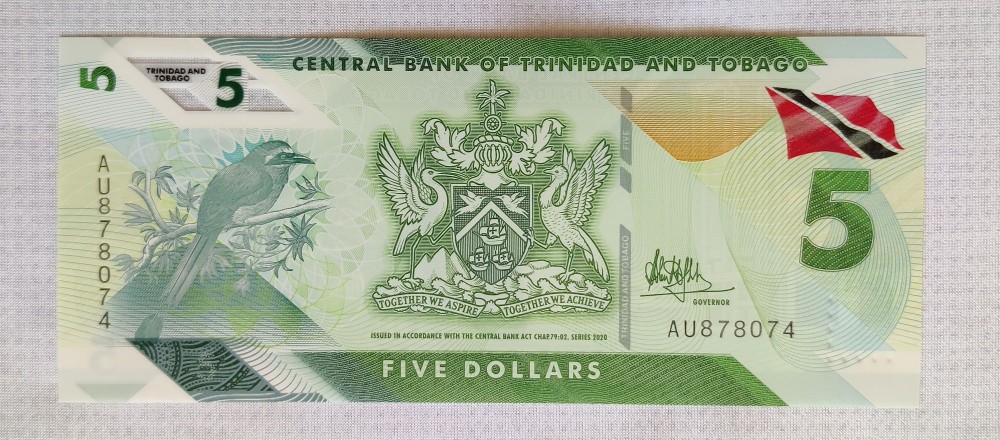 CENTRAL BANK OF TRINIDAD AND TOBAGO
5
TRINIDAD AND
TOBAGO
5
AU878074
FIVE
5
TRINIDAD AND TOBAGO
GOVERNOR
AU878074
TOGETHER WE ASPIRE TOGETHER WE ACHIEVE
ISSUED IN ACCORDANCE WITH THE CENTRAL BANK ACT CHAP.79:02. SERIES 2020
5
FIVE DOLLARS